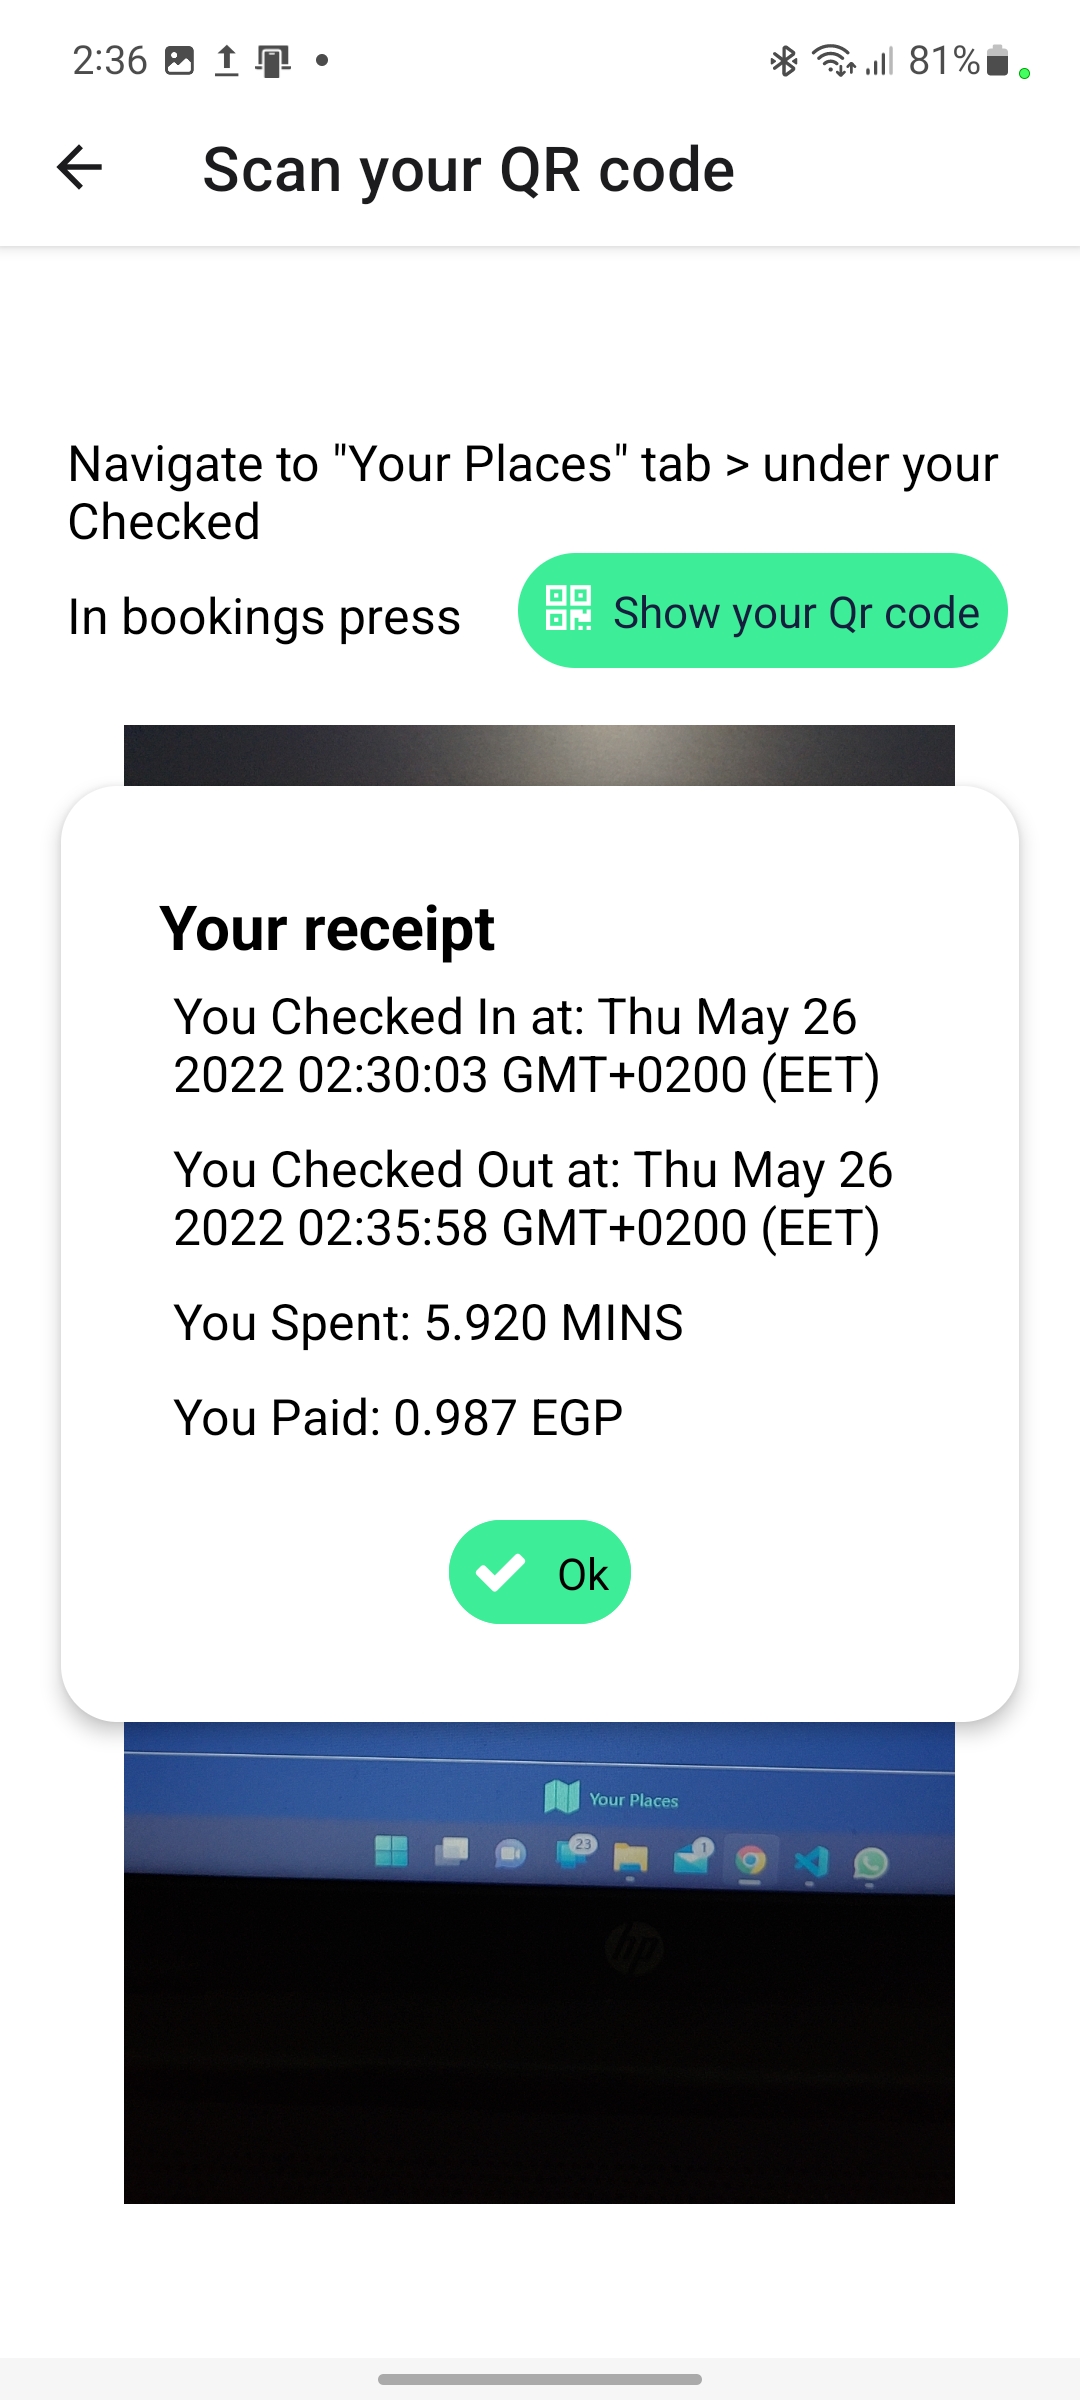 2:36
81%
Scan your QR code
Navigate to "Your Places" tab > under your
Checked
In bookings press
Show your Qr code
Your receipt
You Checked In at: Thu May 26
2022 02:30:03 GMT+0200 (EET)
You Checked Out at: Thu May 26
2022 02:35:58 GMT+0200 (EET)
You Spent: 5.920 MINS
You Paid: 0.987 EGP
Ok
Your Places
23
1
hp